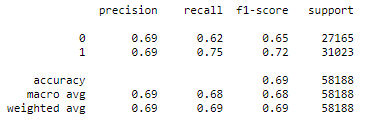 precision recall f1-score support
0 0.69 0.62 0.65 27165
1 0.69 0.75 0.72 31023
accuracy 0.69 58188
macro avg 0.69 0.68 0.68 58188
weighted avg 0.69 0.69 0.69 58188